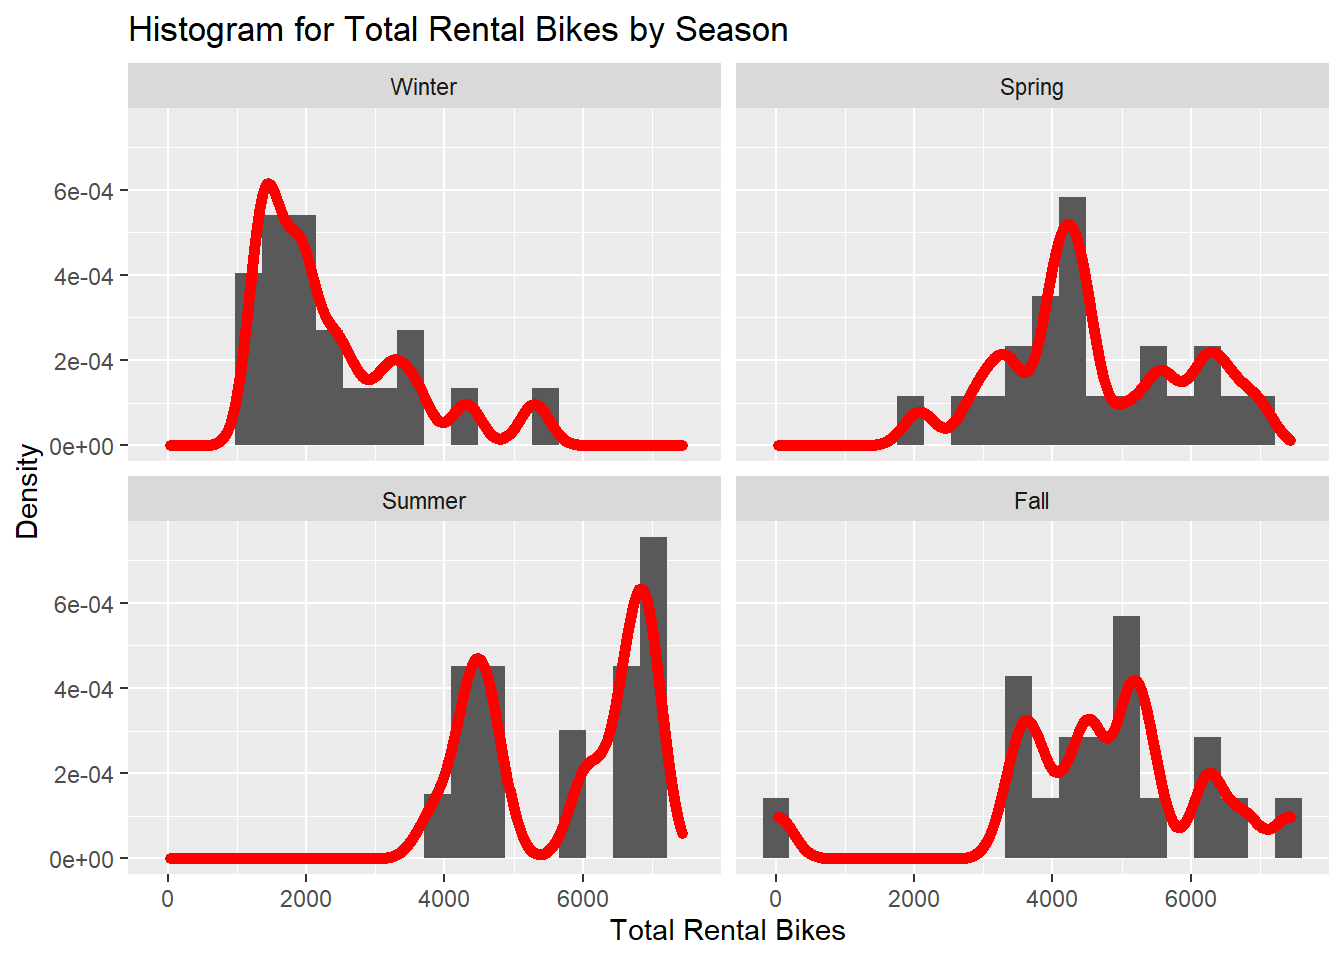 Histogram for Total Rental Bikes by Season
Winter
Spring
6e-04
4e-04
2e-04
0e+00
Summer
Fall
6e-04
4e-04
2e-04
0e+00
Density
0 2000 4000 6000 0 2000 4000 6000
Total Rental Bikes